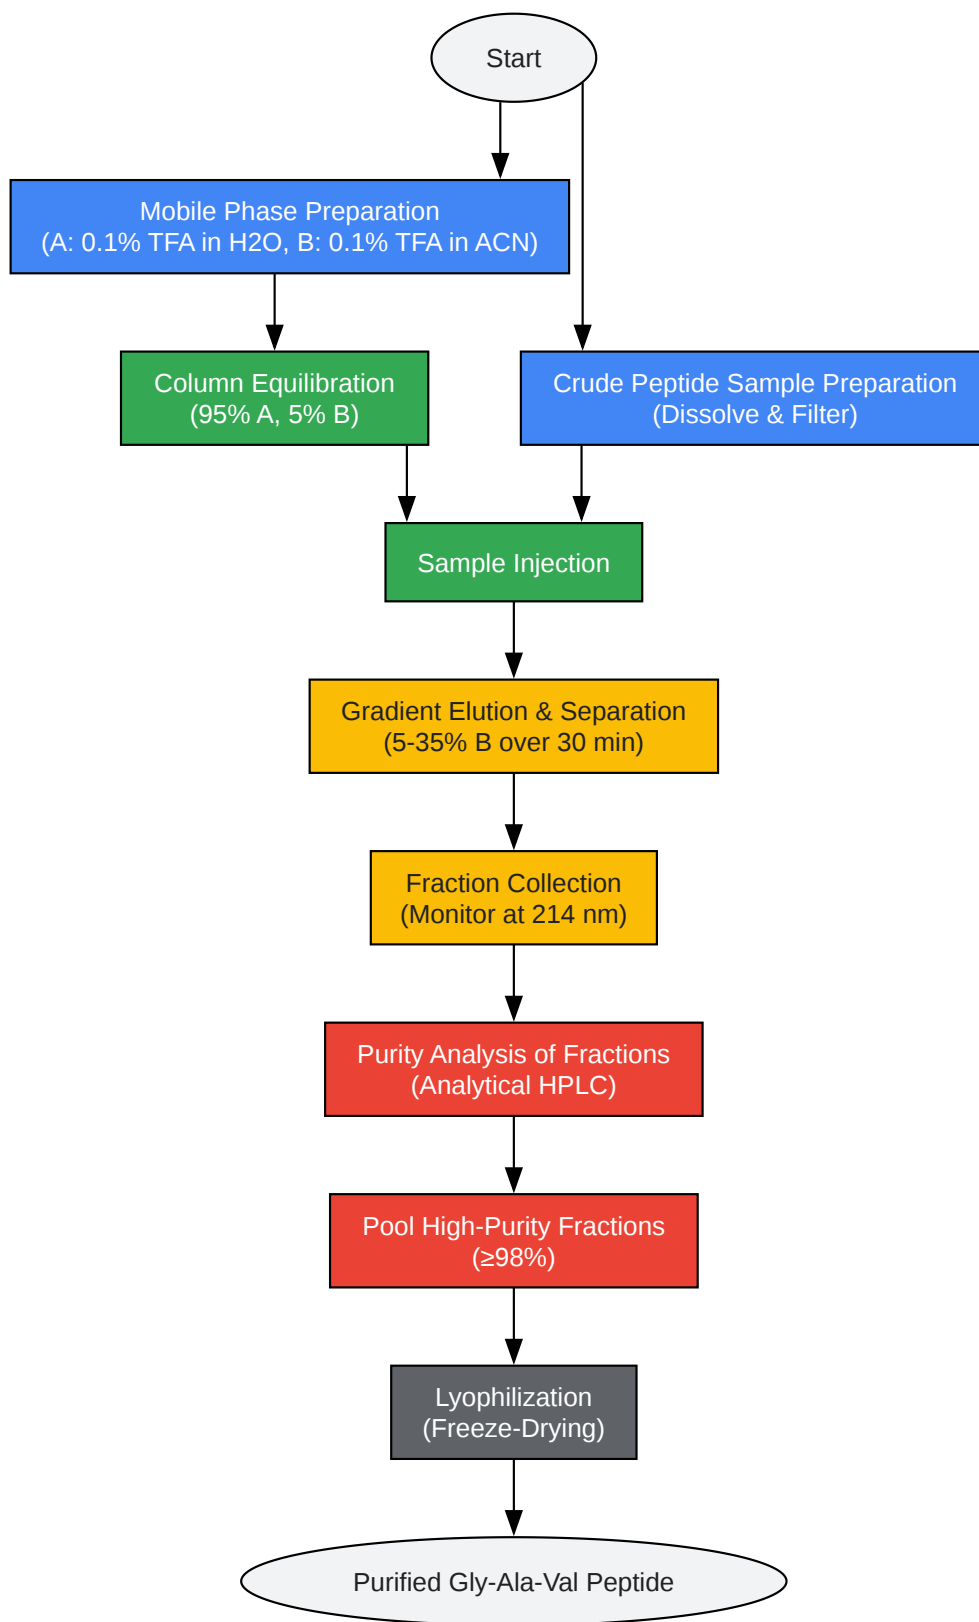 Start
Mobile Phase Preparation
(A: 0.1% TFA in H2O, B: 0.1% TFA in ACN)
Column Equilibration
(95% A, 5% B)
Crude Peptide Sample Preparation
(Dissolve & Filter)
Sample Injection
Gradient Elution & Separation
(5-35% B over 30 min)
Fraction Collection
(Monitor at 214 nm)
Purity Analysis of Fractions
(Analytical HPLC)
Pool High-Purity Fractions
(≥98%)
Lyophilization
(Freeze-Drying)
Purified Gly-Ala-Val Peptide